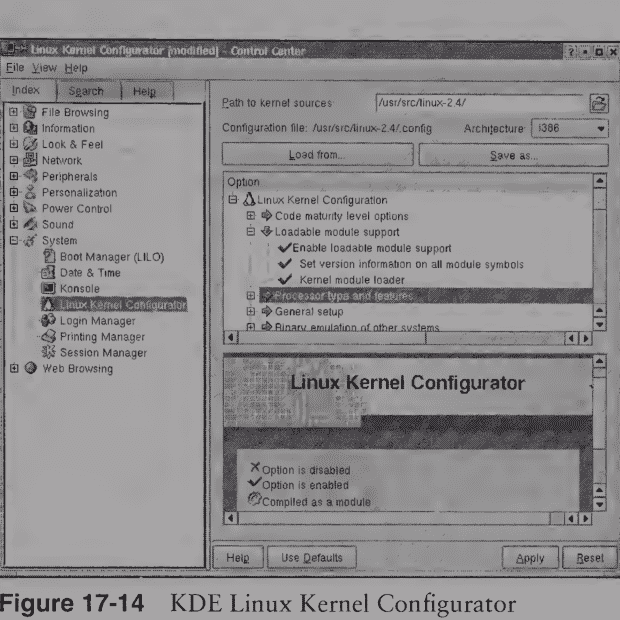 Linux Kernel Configurator [modified] - Control Center
File View Help
Index Search Help
File Browsing
Information
Look & Feel
Network
Peripherals
Personalization
Power Control
Sound
System
Boot Manager (LILO)
Date & Time
Konsole
Linux Kernel Configurator
Login Manager
Printing Manager
Session Manager
Web Browsing
Path to kernel sources /usr/src/linux-2.4/
Configuration file: /usr/src/linux-2.4/.config Architecture: i386
Load from... Save as...
Option
Linux Kernel Configuration
Code maturity level options
Loadable module support
Enable loadable module support
Set version information on all module symbols
Kernel module loader
Processor type and features
General setup
Binary emulation of other systems
Linux Kernel Configurator
Option is disabled
Option is enabled
Compiled as a module
Help Use Defaults Apply Reset
Figure 17-14 KDE Linux Kernel Configurator